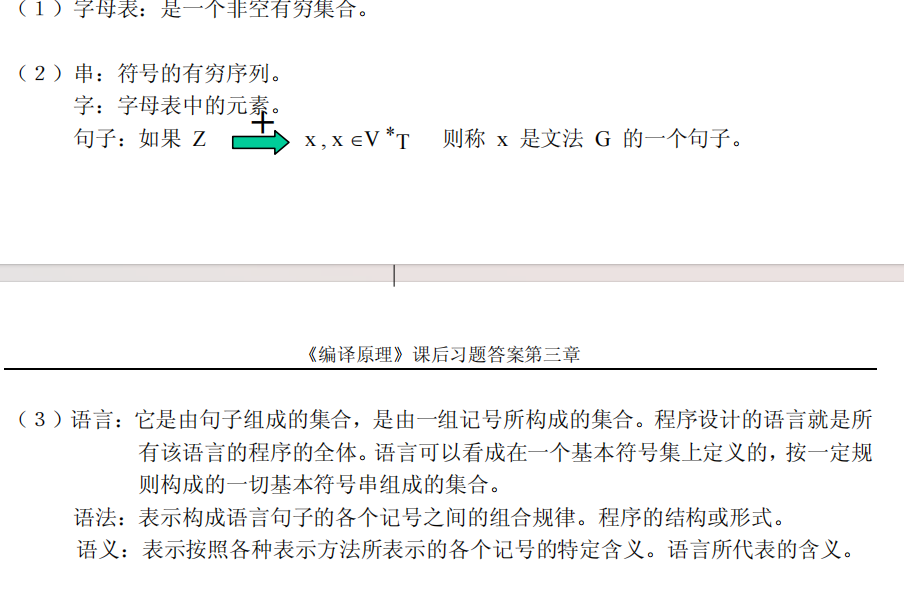 （1）字母表：是一个非空有穷集合。
（2）串：符号的有穷序列。
字：字母表中的元素。
+
句子：如果 Z x , x ∈V *T 则称 x 是文法 G 的一个句子。
《编译原理》课后习题答案第三章
（3）语言：它是由句子组成的集合，是由一组记号所构成的集合。程序设计的语言就是所
有该语言的程序的全体。语言可以看成在一个基本符号集上定义的，按一定规
则构成的一切基本符号串组成的集合。
语法：表示构成语言句子的各个记号之间的组合规律。程序的结构或形式。
语义：表示按照各种表示方法所表示的各个记号的特定含义。语言所代表的含义。